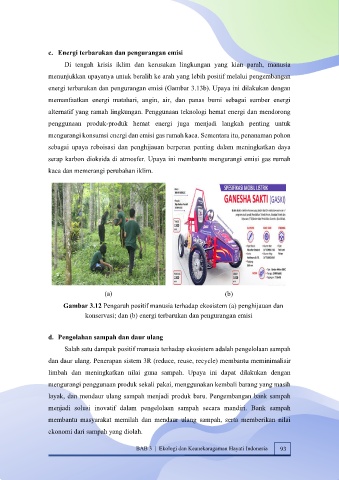 c. Energi terbarukan dan pengurangan emisi
Di tengah krisis iklim dan kerusakan lingkungan yang kian parah, manusia
menunjukkan upayanya untuk beralih ke arah yang lebih positif melalui pengembangan
energi terbarukan dan pengurangan emisi (Gambar 3.13b). Upaya ini dilakukan dengan
memanfaatkan energi matahari, angin, air, dan panas bumi sebagai sumber energi
alternatif yang ramah lingkungan. Penggunaan teknologi hemat energi dan mendorong
penggunaan produk-produk hemat energi juga menjadi langkah penting untuk
mengurangi konsumsi energi dan emisi gas rumah kaca. Sementara itu, penanaman pohon
sebagai upaya reboisasi dan penghijauan berperan penting dalam meningkatkan daya
serap karbon dioksida di atmosfer. Upaya ini membantu mengurangi emisi gas rumah
kaca dan memerangi perubahan iklim.
SPESIFIKASI MOBIL LISTRIK
GANESHA SAKTI (GASKI)
(a) (b)
Gambar 3.12 Pengaruh positif manusia terhadap ekosistem (a) penghijauan dan
konservasi; dan (b) energi terbarukan dan pengurangan emisi
d. Pengolahan sampah dan daur ulang
Salah satu dampak positif manusia terhadap ekosistem adalah pengelolaan sampah
dan daur ulang. Penerapan sistem 3R (reduce, reuse, recycle) membantu meminimalisir
limbah dan meningkatkan nilai guna sampah. Upaya ini dapat dilakukan dengan
mengurangi penggunaan produk sekali pakai, menggunakan kembali barang yang masih
layak, dan mendaur ulang sampah menjadi produk baru. Pengembangan bank sampah
menjadi solusi inovatif dalam pengelolaan sampah secara mandiri. Bank sampah
membantu masyarakat memilah dan mendaur ulang sampah, serta memberikan nilai
ekonomi dari sampah yang diolah.
BAB 3 | Ekologi dan Keanekaragaman Hayati Indonesia 93